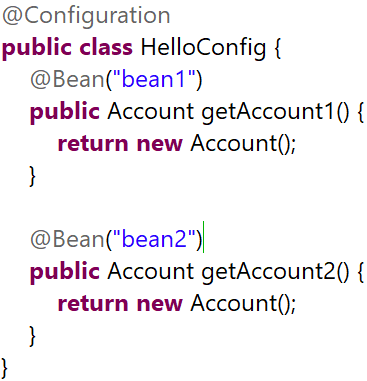 @Configuration
public class HelloConfig {
    @Bean("bean1")
    public Account getAccount1() {
        return new Account();
    }

    @Bean("bean2")
    public Account getAccount2() {
        return new Account();
    }
}